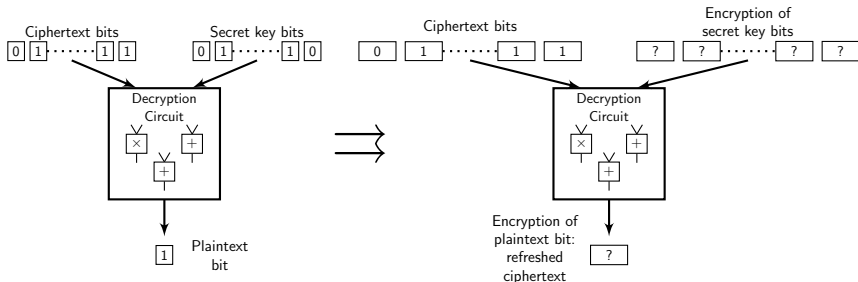 Ciphertext bits
0 1 1 1
Secret key bits
0 1 1 0
Decryption
Circuit
× +
+
1
Plaintext
bit
⇒
Ciphertext bits
0 1 1 1
Encryption of
secret key bits
? ? ? ?
Decryption
Circuit
× +
+
Encryption of
plaintext bit:
refreshed
ciphertext
?